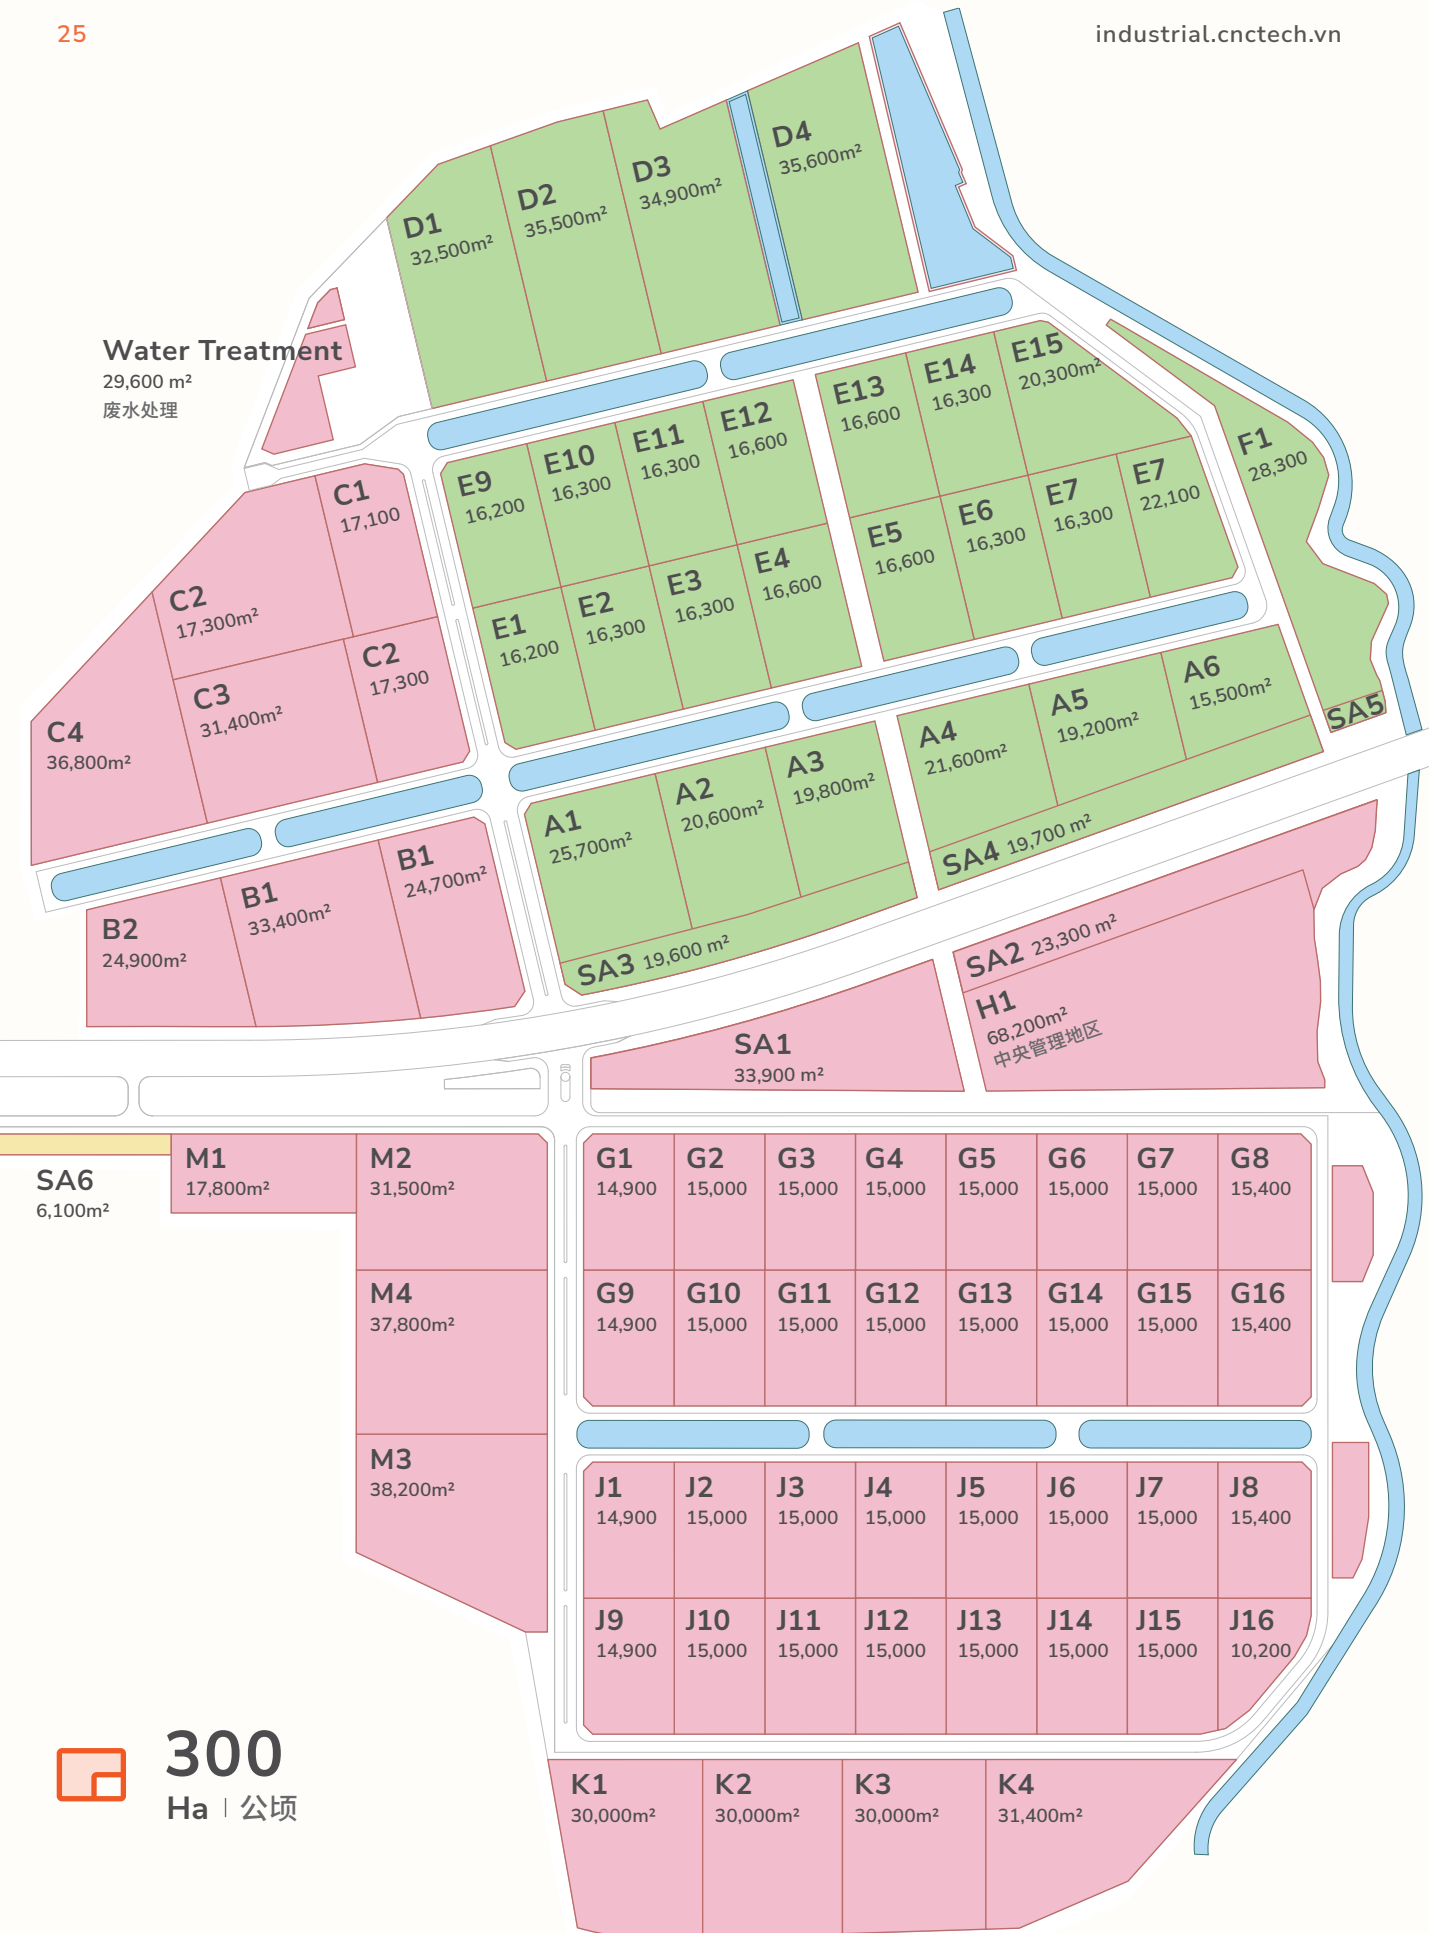 25
industrial.cnctech.vn
D1
32,500m²
D2
35,500m²
D3
34,900m²
D4
35,600m²
Water Treatment
29,600 m²
废水处理
E9
16,200
E10
16,300
E11
16,300
E12
16,600
E13
16,600
E14
16,300
E15
20,300m²
F1
28,300
C1
17,100
C2
17,300m²
E1
16,200
E2
16,300
E3
16,300
E4
16,600
E5
16,600
E6
16,300
E7
16,300
E7
22,100
C2
17,300
C3
31,400m²
C4
36,800m²
A1
25,700m²
A2
20,600m²
A3
19,800m²
A4
21,600m²
A5
19,200m²
A6
15,500m²
SA5
SA4 19,700 m²
B1
24,700m²
B1
33,400m²
B2
24,900m²
SA3 19,600 m²
SA2 23,300 m²
H1
68,200m²
中央管理地区
SA1
33,900 m²
SA6
6,100m²
M1
17,800m²
M2
31,500m²
M4
37,800m²
M3
38,200m²
G1
14,900
G2
15,000
G3
15,000
G4
15,000
G5
15,000
G6
15,000
G7
15,000
G8
15,400
G9
14,900
G10
15,000
G11
15,000
G12
15,000
G13
15,000
G14
15,000
G15
15,000
G16
15,400
J1
14,900
J2
15,000
J3
15,000
J4
15,000
J5
15,000
J6
15,000
J7
15,000
J8
15,400
J9
14,900
J10
15,000
J11
15,000
J12
15,000
J13
15,000
J14
15,000
J15
15,000
J16
10,200
K1
30,000m²
K2
30,000m²
K3
30,000m²
K4
31,400m²
300
Ha | 公顷